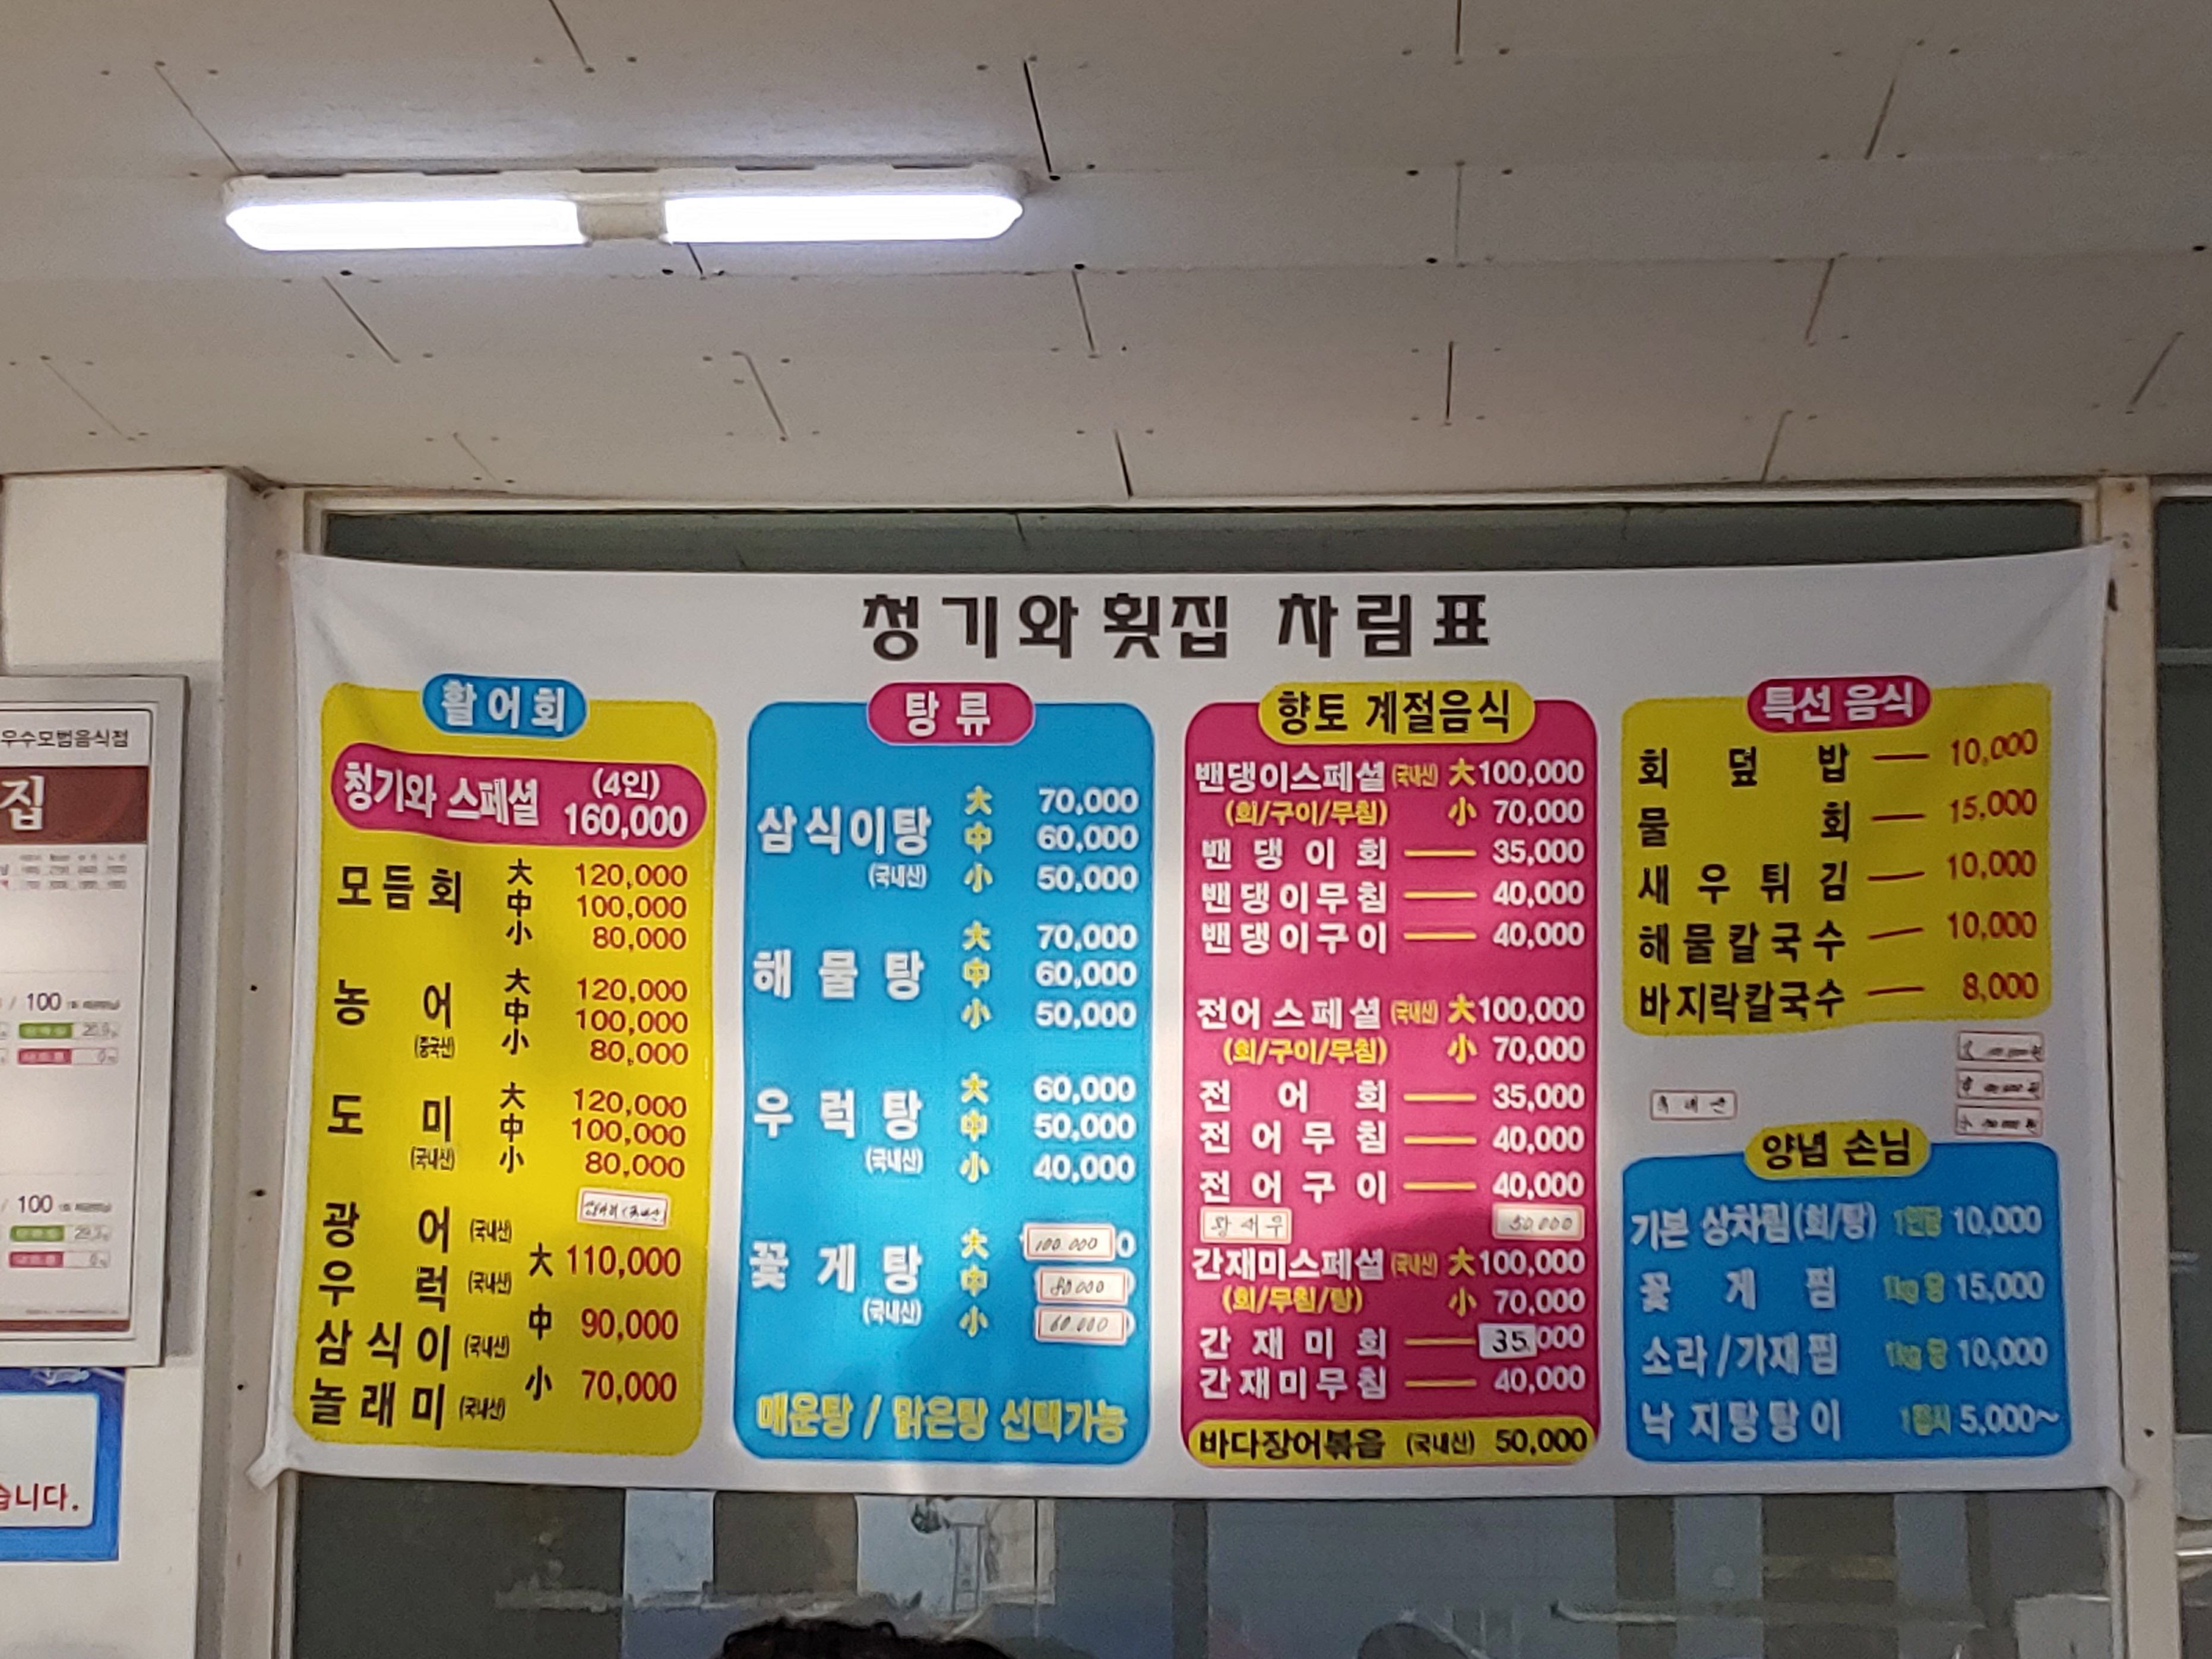 청기와횟집 차림표
활어회
청기와 스페셜 (4인) 160,000
모듬회 大 120,000
中 100,000
小 80,000
농어 大 120,000
(중국산) 中 100,000
小 80,000
도미 大 120,000
中 100,000
(국내산) 小 80,000
광어 (국내산)
우럭 (국내산) 大 110,000
삼식이 (국내산) 中 90,000
놀래미 (국내산) 小 70,000
탕류
삼식이탕 大 70,000
中 60,000
(국내산) 小 50,000
해물탕 大 70,000
中 60,000
小 50,000
우럭탕 大 60,000
中 50,000
(국내산) 小 40,000
꽃게탕 大 100.000
中 80.000
(국내산) 小 60.000
매운탕 / 맑은탕 선택가능
향토 계절음식
밴댕이스페셜 (국내산) 大 100,000
(회/구이/무침) 小 70,000
밴댕이회 35,000
밴댕이무침 40,000
밴댕이구이 40,000
전어 스페셜 (국내산) 大 100,000
(회/구이/무침) 小 70,000
전어회 35,000
전어무침 40,000
전어구이 40,000
왕새우 50.000
간재미스페셜 (국내산) 大 100,000
(회/무침/탕) 小 70,000
간재미회 35,000
간재미무침 40,000
바다장어볶음 (국내산) 50,000
특선 음식
회덮밥 10,000
물회 15,000
새우튀김 10,000
해물칼국수 10,000
바지락칼국수 8,000
국내산
양념 손님
기본 상차림(회/탕) 1인당 10,000
꽃게찜 1kg 당 15,000
소라/가재찜 1kg 당 10,000
낙지탕탕이 1접시 5,000~
우수모범음식점
집
/ 100
/ 100
습니다.